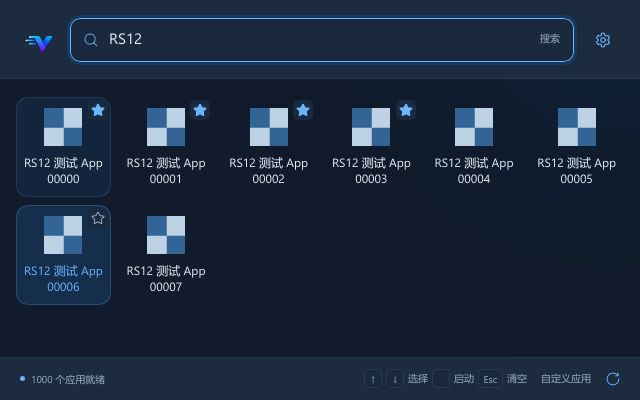 RS12
搜索
RS12 测试 App
00000
RS12 测试 App
00001
RS12 测试 App
00002
RS12 测试 App
00003
RS12 测试 App
00004
RS12 测试 App
00005
RS12 测试 App
00006
RS12 测试 App
00007
1000 个应用就绪
↑ ↓ 选择 启动 Esc 清空 自定义应用